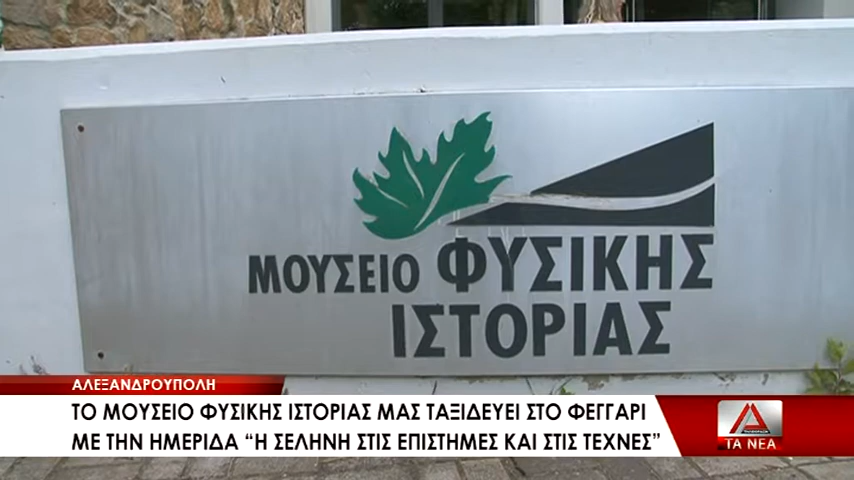 ΜΟΥΣΕΙΟ ΦΥΣΙΚΗΣ
ΙΣΤΟΡΙΑΣ
ΑΛΕΞΑΝΔΡΟΥΠΟΛΗ
ΤΟ ΜΟΥΣΕΙΟ ΦΥΣΙΚΗΣ ΙΣΤΟΡΙΑΣ ΜΑΣ ΤΑΞΙΔΕΥΕΙ ΣΤΟ ΦΕΓΓΑΡΙ
ΜΕ ΤΗΝ ΗΜΕΡΙΔΑ “Η ΣΕΛΗΝΗ ΣΤΙΣ ΕΠΙΣΤΗΜΕΣ ΚΑΙ ΣΤΙΣ ΤΕΧΝΕΣ”
ΤΑ ΝΕΑ